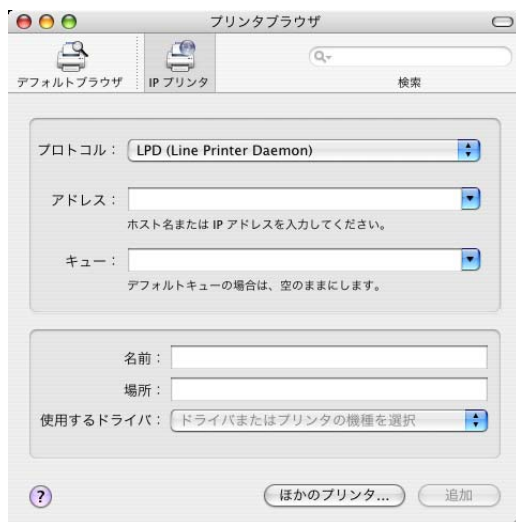 プリンタブラウザ
デフォルトブラウザ
IP プリンタ
検索
プロトコル：
LPD (Line Printer Daemon)
アドレス：
ホスト名または IP アドレスを入力してください。
キュー：
デフォルトキューの場合は、空のままにします。
名前：
場所：
使用するドライバ：
ドライバまたはプリンタの機種を選択
?
ほかのプリンタ...
追加